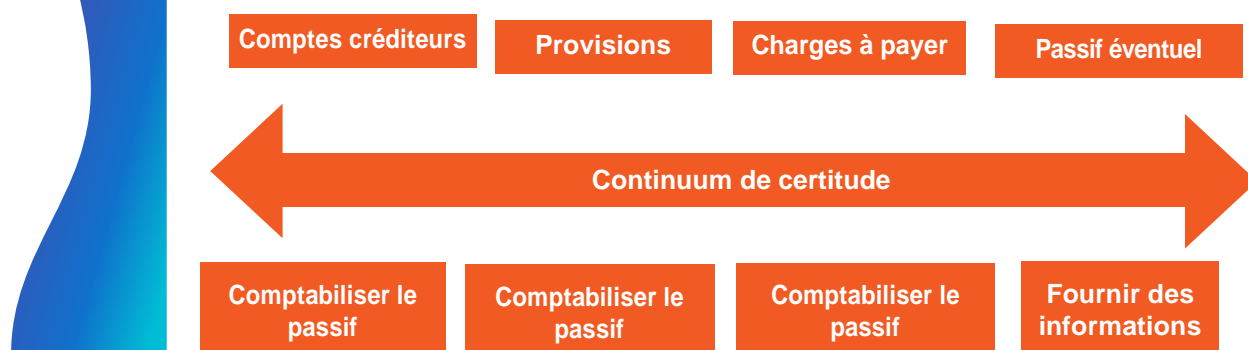 Comptes créditeurs
Provisions
Charges à payer
Passif éventuel
Continuum de certitude
Comptabiliser le
passif
Comptabiliser le
passif
Comptabiliser le
passif
Fournir des
informations